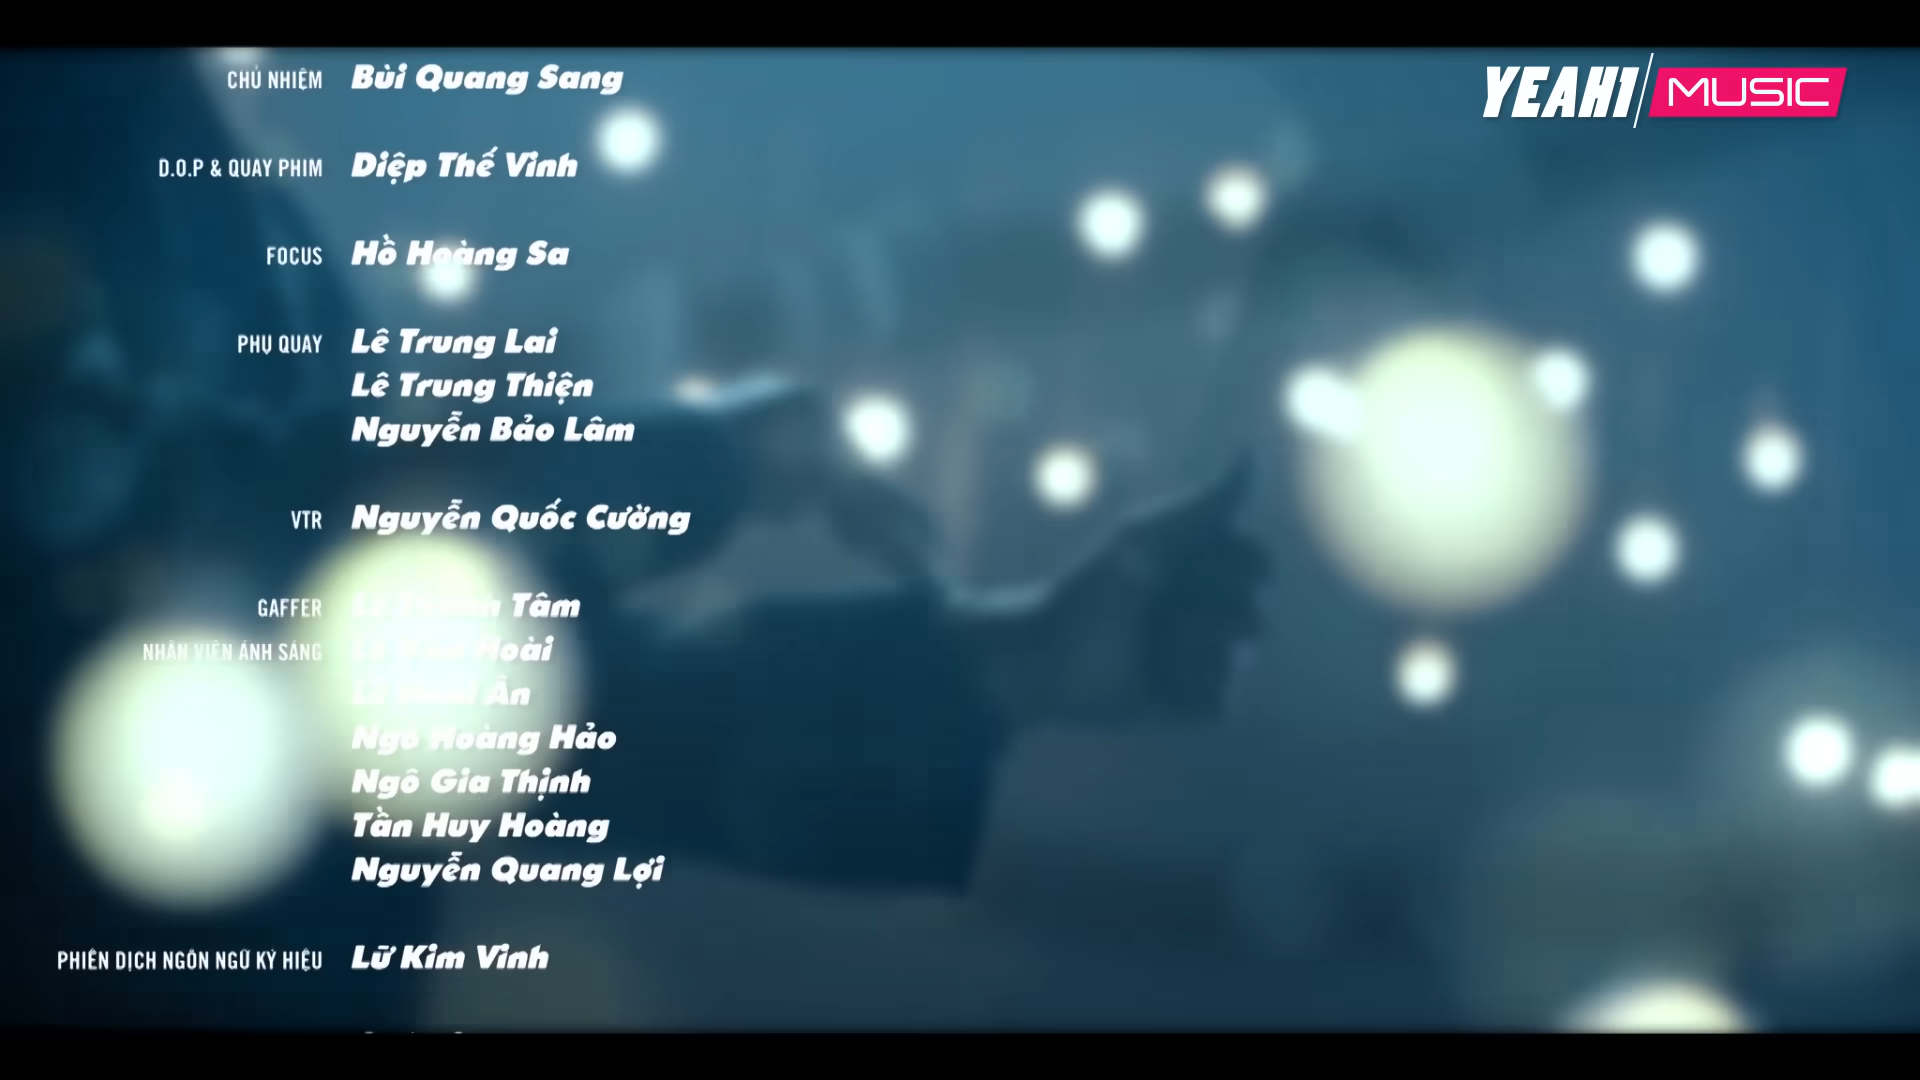 CHỦ NHIỆM Bùi Quang Sang
YEAH1 MUSIC
D.O.P & QUAY PHIM Diệp Thế Vinh
FOCUS Hồ Hoàng Sa
PHỤ QUAY Lê Trung Lai
Lê Trung Thiện
Nguyễn Bảo Lâm
VTR Nguyễn Quốc Cường
GAFFER Tâm
NHÂN VIÊN ÁNH SÁNG Hoài
Ân
Ngô Hoàng Hảo
Ngô Gia Thịnh
Tần Huy Hoàng
Nguyễn Quang Lợi
PHIÊN DỊCH NGÔN NGỮ KÝ HIỆU Lữ Kim Vinh